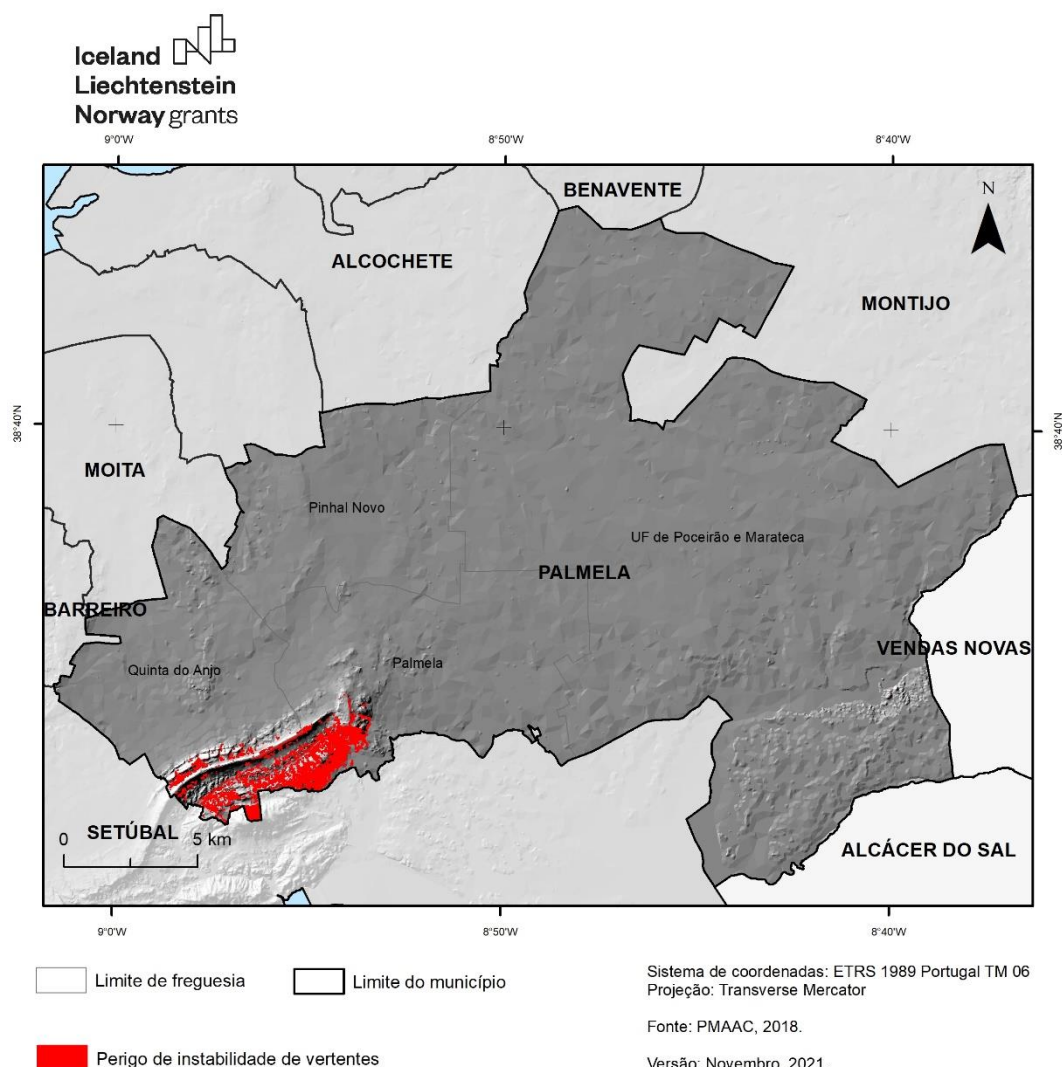 Iceland
Liechtenstein
Norway grants
9°0'W
8°50'W
8°40'W
BENAVENTE
N
ALCOCHETE
MONTIJO
38°40'N
38°40'N
MOITA
Pinhal Novo
UF de Poceirão e Marateca
PALMELA
BARREIRO
VENDAS NOVAS
Quinta do Anjo
Palmela
SETÚBAL
0
5 km
ALCÁCER DO SAL
9°0'W
8°50'W
8°40'W
Limite de freguesia
Limite do município
Sistema de coordenadas: ETRS 1989 Portugal TM 06
Projeção: Transverse Mercator
Fonte: PMAAC, 2018.
Perigo de instabilidade de vertentes
Versão: Novembro, 2021